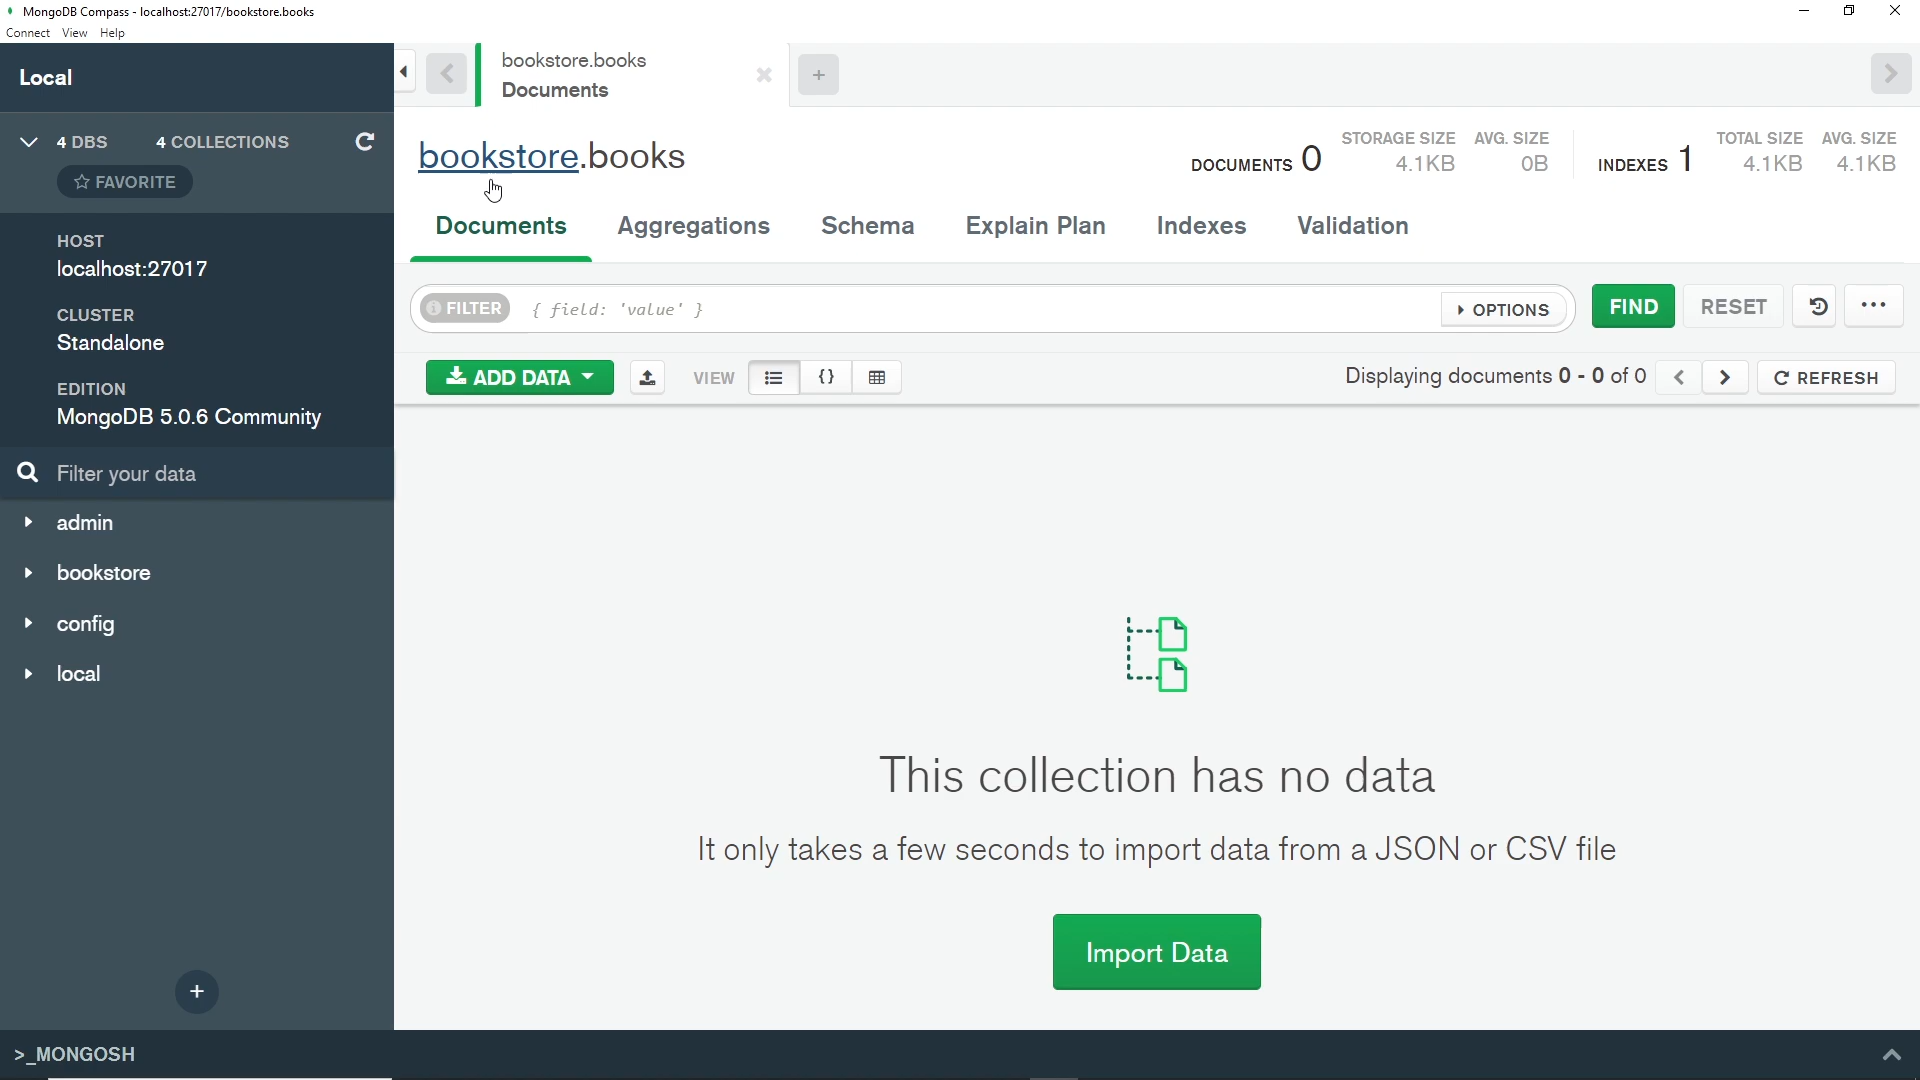 MongoDB Compass - localhost:27017/bookstore.books
Connect View Help
Local
4 DBS 4 COLLECTIONS
FAVORITE
HOST
localhost:27017
CLUSTER
Standalone
EDITION
MongoDB 5.0.6 Community
Filter your data
admin
bookstore
config
local
+
bookstore.books
Documents
+
bookstore.books
DOCUMENTS 0
STORAGE SIZE
4.1KB
AVG. SIZE
0B
INDEXES 1
TOTAL SIZE
4.1KB
AVG. SIZE
4.1KB
Documents Aggregations Schema Explain Plan Indexes Validation
FILTER { field: 'value' } OPTIONS FIND RESET ...
ADD DATA VIEW {} Displaying documents 0 - 0 of 0 REFRESH
This collection has no data
It only takes a few seconds to import data from a JSON or CSV file
Import Data
>_MONGOSH